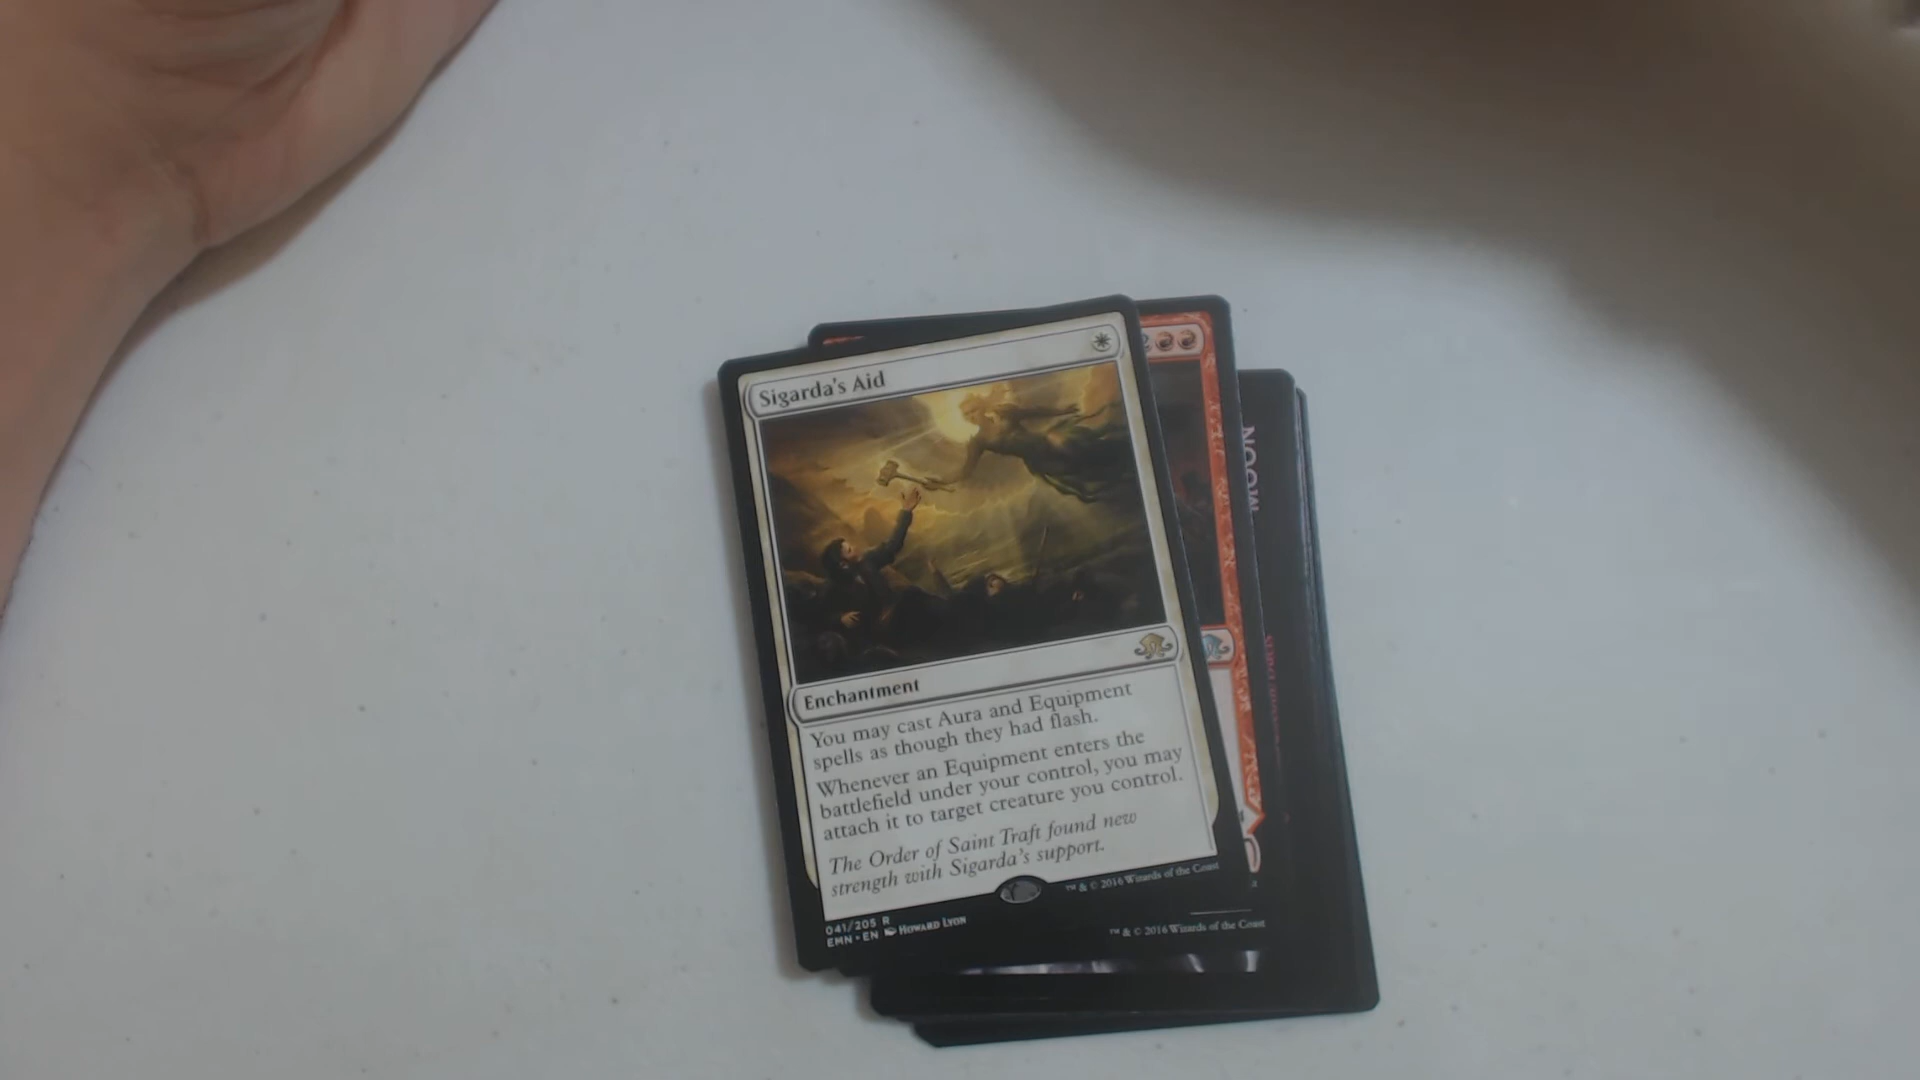 Sigarda's Aid
Enchantment
You may cast Aura and Equipment
spells as though they had flash.
Whenever an Equipment enters the
battlefield under your control, you may
attach it to target creature you control.
The Order of Saint Traft found new
strength with Sigarda's support.
™ & © 2016 Wizards of the Coast
041/205 R
EMN • EN Howard Lyon
™ & © 2016 Wizards of the Coast
2
MOON